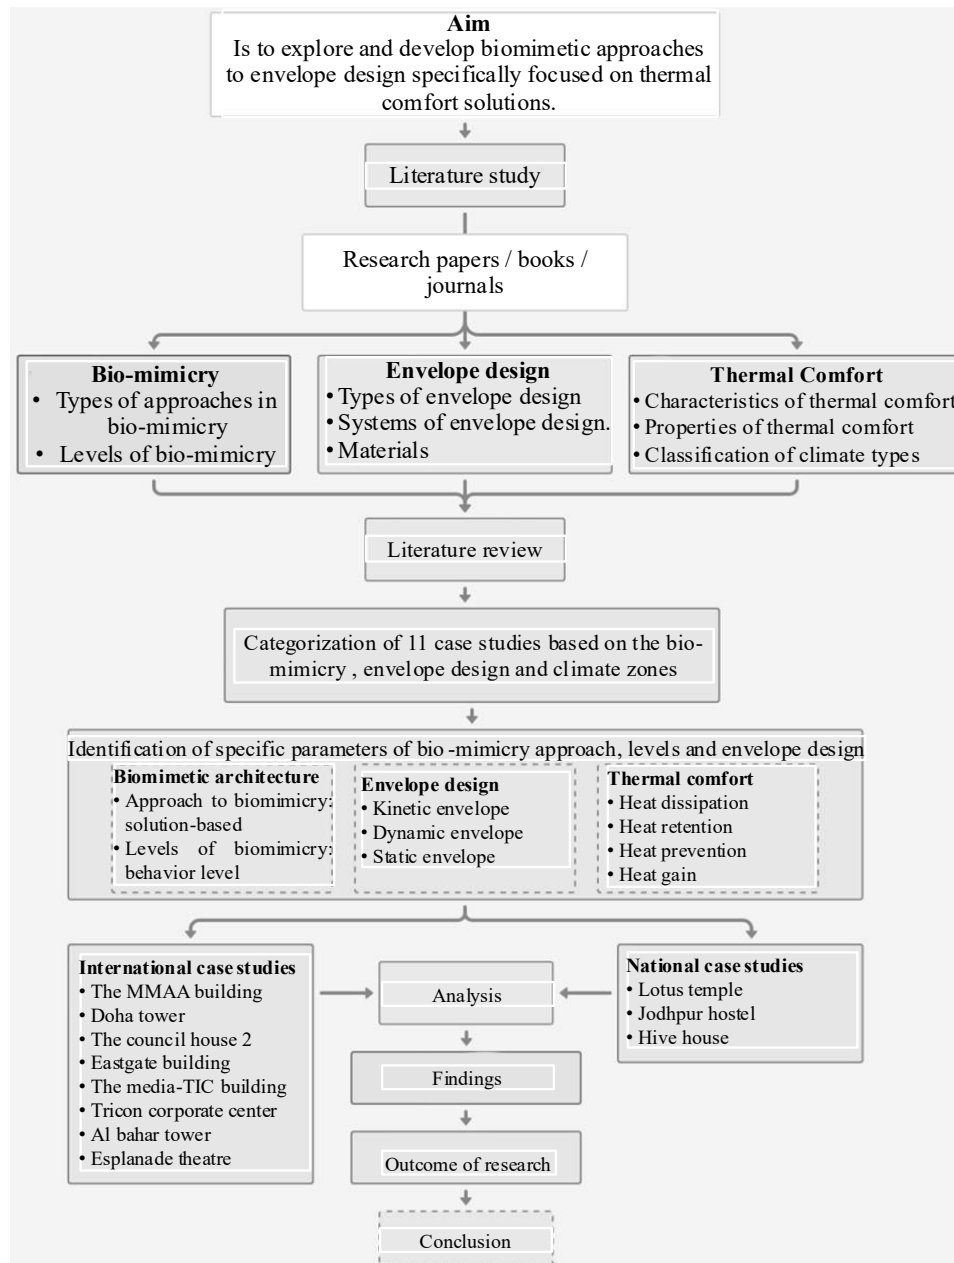 Aim
Is to explore and develop biomimetic approaches
to envelope design specifically focused on thermal
comfort solutions.
Literature study
Research papers / books /
journals
Bio-mimicry
• Types of approaches in
bio-mimicry
• Levels of bio-mimicry
Envelope design
• Types of envelope design
• Systems of envelope design.
• Materials
Thermal Comfort
• Characteristics of thermal comfort
• Properties of thermal comfort
• Classification of climate types
Literature review
Categorization of 11 case studies based on the bio-
mimicry , envelope design and climate zones
Identification of specific parameters of bio -mimicry approach, levels and envelope design
Biomimetic architecture
• Approach to biomimicry:
solution-based
• Levels of biomimicry:
behavior level
Envelope design
• Kinetic envelope
• Dynamic envelope
• Static envelope
Thermal comfort
• Heat dissipation
• Heat retention
• Heat prevention
• Heat gain
International case studies
• The MMAA building
• Doha tower
• The council house 2
• Eastgate building
• The media-TIC building
• Tricon corporate center
• Al bahar tower
• Esplanade theatre
Analysis
National case studies
• Lotus temple
• Jodhpur hostel
• Hive house
Findings
Outcome of research
Conclusion